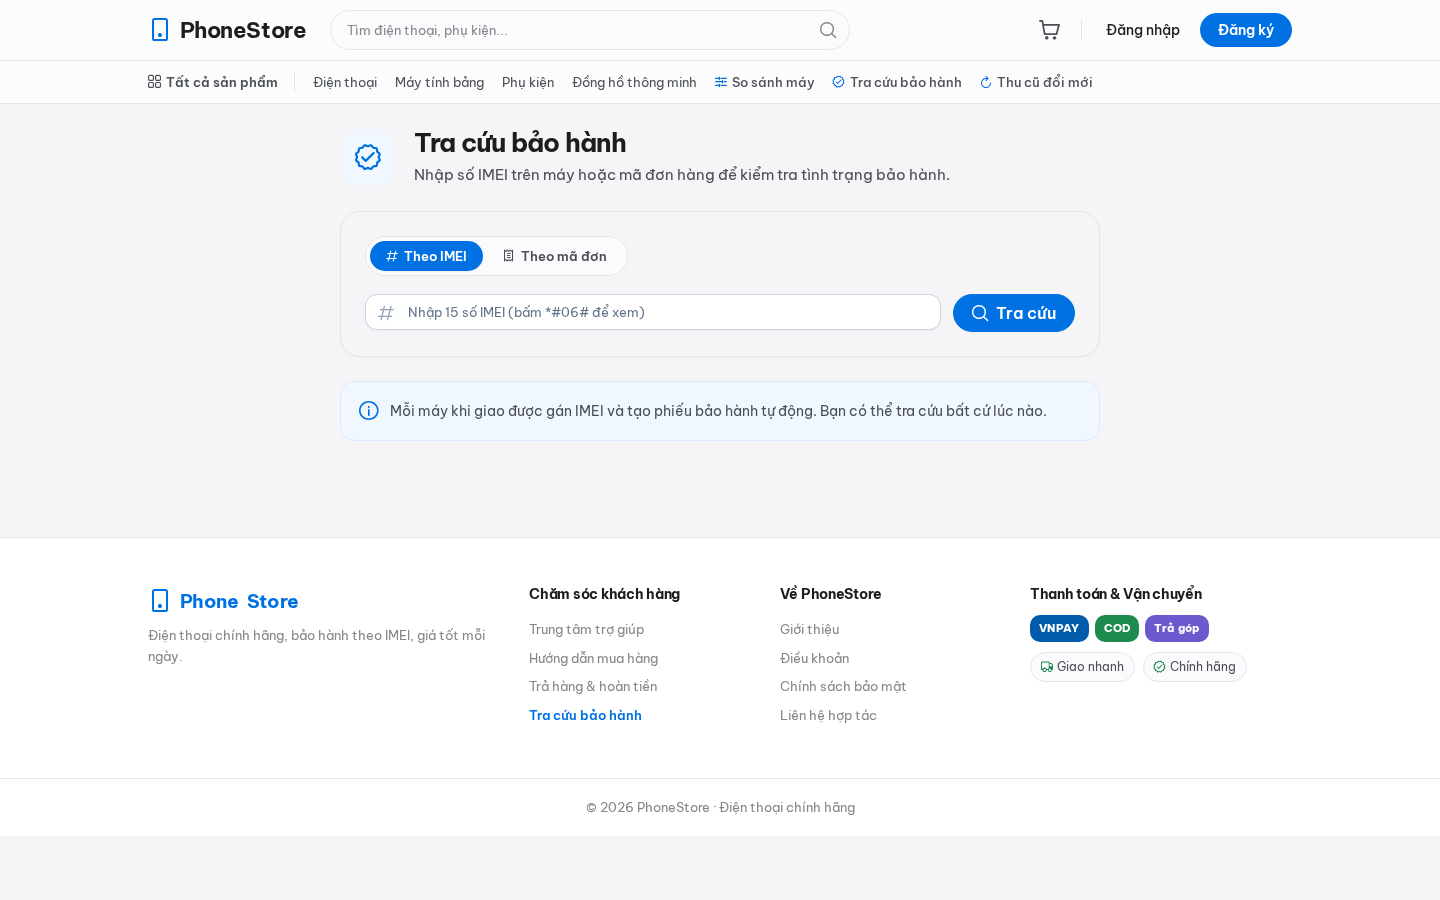 PhoneStore
Tìm điện thoại, phụ kiện...
Đăng nhập
Đăng ký
Tất cả sản phẩm
Điện thoại
Máy tính bảng
Phụ kiện
Đồng hồ thông minh
So sánh máy
Tra cứu bảo hành
Thu cũ đổi mới
Tra cứu bảo hành
Nhập số IMEI trên máy hoặc mã đơn hàng để kiểm tra tình trạng bảo hành.
Theo IMEI
Theo mã đơn
Nhập 15 số IMEI (bấm *#06# để xem)
Tra cứu
Mỗi máy khi giao được gán IMEI và tạo phiếu bảo hành tự động. Bạn có thể tra cứu bất cứ lúc nào.
Phone Store
Điện thoại chính hãng, bảo hành theo IMEI, giá tốt mỗi
ngày.
Chăm sóc khách hàng
Trung tâm trợ giúp
Hướng dẫn mua hàng
Trả hàng & hoàn tiền
Tra cứu bảo hành
Về PhoneStore
Giới thiệu
Điều khoản
Chính sách bảo mật
Liên hệ hợp tác
Thanh toán & Vận chuyển
VNPAY
COD
Trả góp
Giao nhanh
Chính hãng
© 2026 PhoneStore · Điện thoại chính hãng